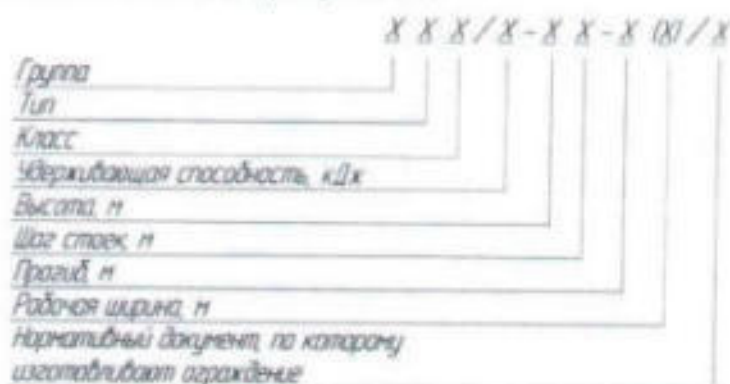 X X X / X - X X - X (X) / X
Группа
Тип
Класс
Удерживающая способность, кДж
Высота, м
Шаг стоек, м
Прогиб, м
Рабочая ширина, м
Нормативный документ, по которому
изготавливают ограждение